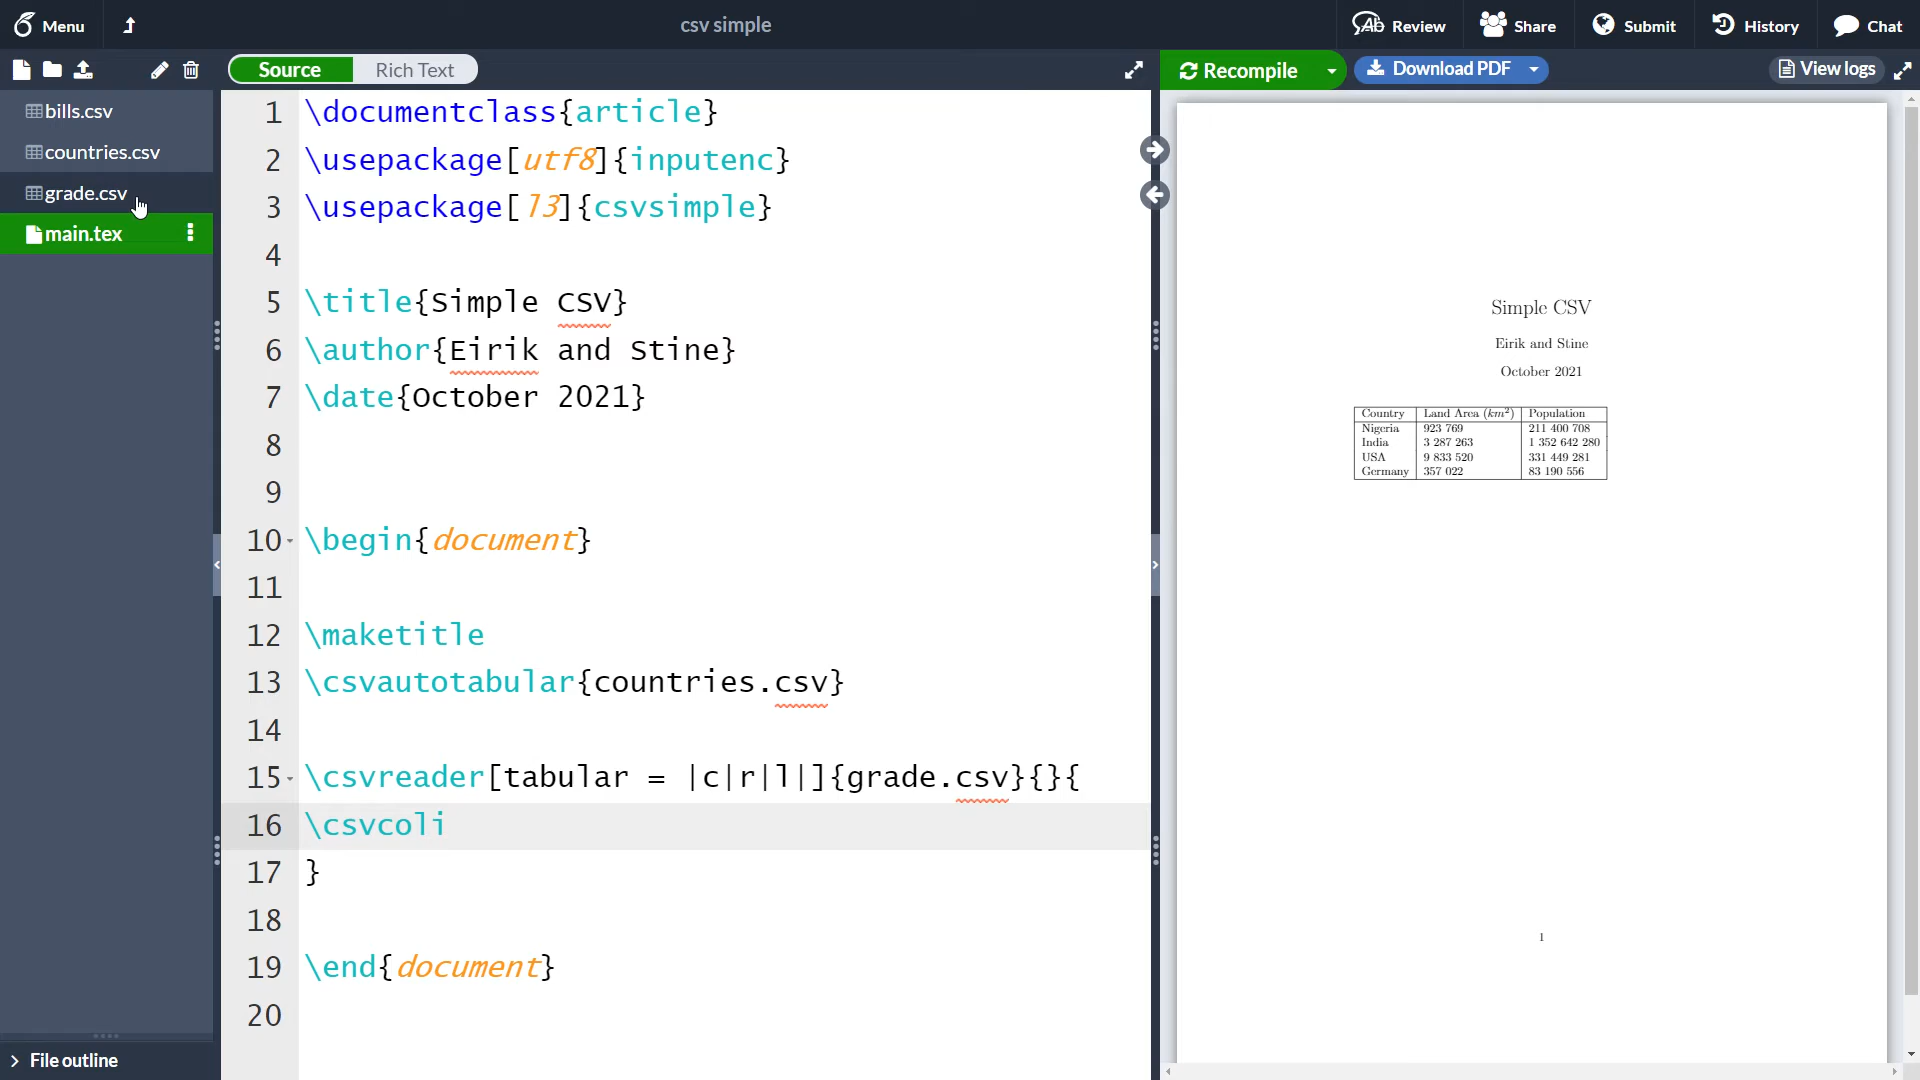 Menu
csv simple
Review
Share
Submit
History
Chat
Source
Rich Text
Recompile
Download PDF
View logs
bills.csv
countries.csv
grade.csv
main.tex
File outline
1 \documentclass{article}
2 \usepackage[utf8]{inputenc}
3 \usepackage[l3]{csvsimple}
4
5 \title{Simple CSV}
6 \author{Eirik and Stine}
7 \date{October 2021}
8
9
10 \begin{document}
11
12 \maketitle
13 \csvautotabular{countries.csv}
14
15 \csvreader[tabular = |c|r|l|]{grade.csv}{}{
16 \csvcoli
17 }
18
19 \end{document}
20
Simple CSV
Eirik and Stine
October 2021
Country Land Area (km²) Population
Nigeria 923 769 211 400 708
India 3 287 263 1 352 642 280
USA 9 833 520 331 449 281
Germany 357 022 83 190 556
1